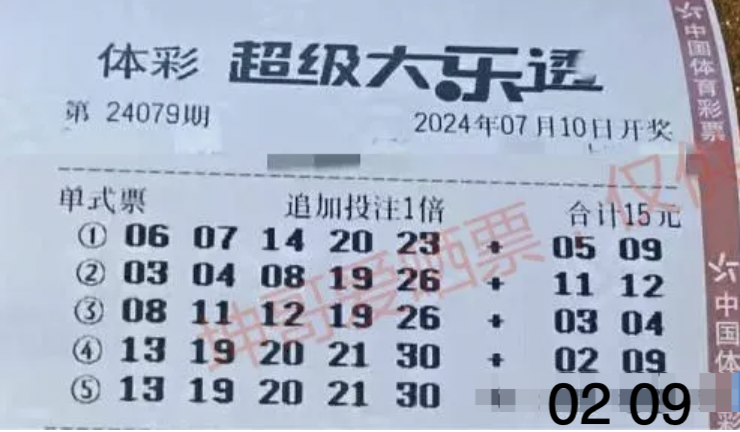 体彩 超级大乐透
第 24079期
2024年07月10日开奖
单式票 追加投注1倍 合计15元
① 06 07 14 20 23 + 05 09
② 03 04 08 19 26 + 11 12
③ 08 11 12 19 26 + 03 04
④ 13 19 20 21 30 + 02 09
⑤ 13 19 20 21 30 02 09
中国体育彩票
中国体
彩
坤哥爱晒票，仅供